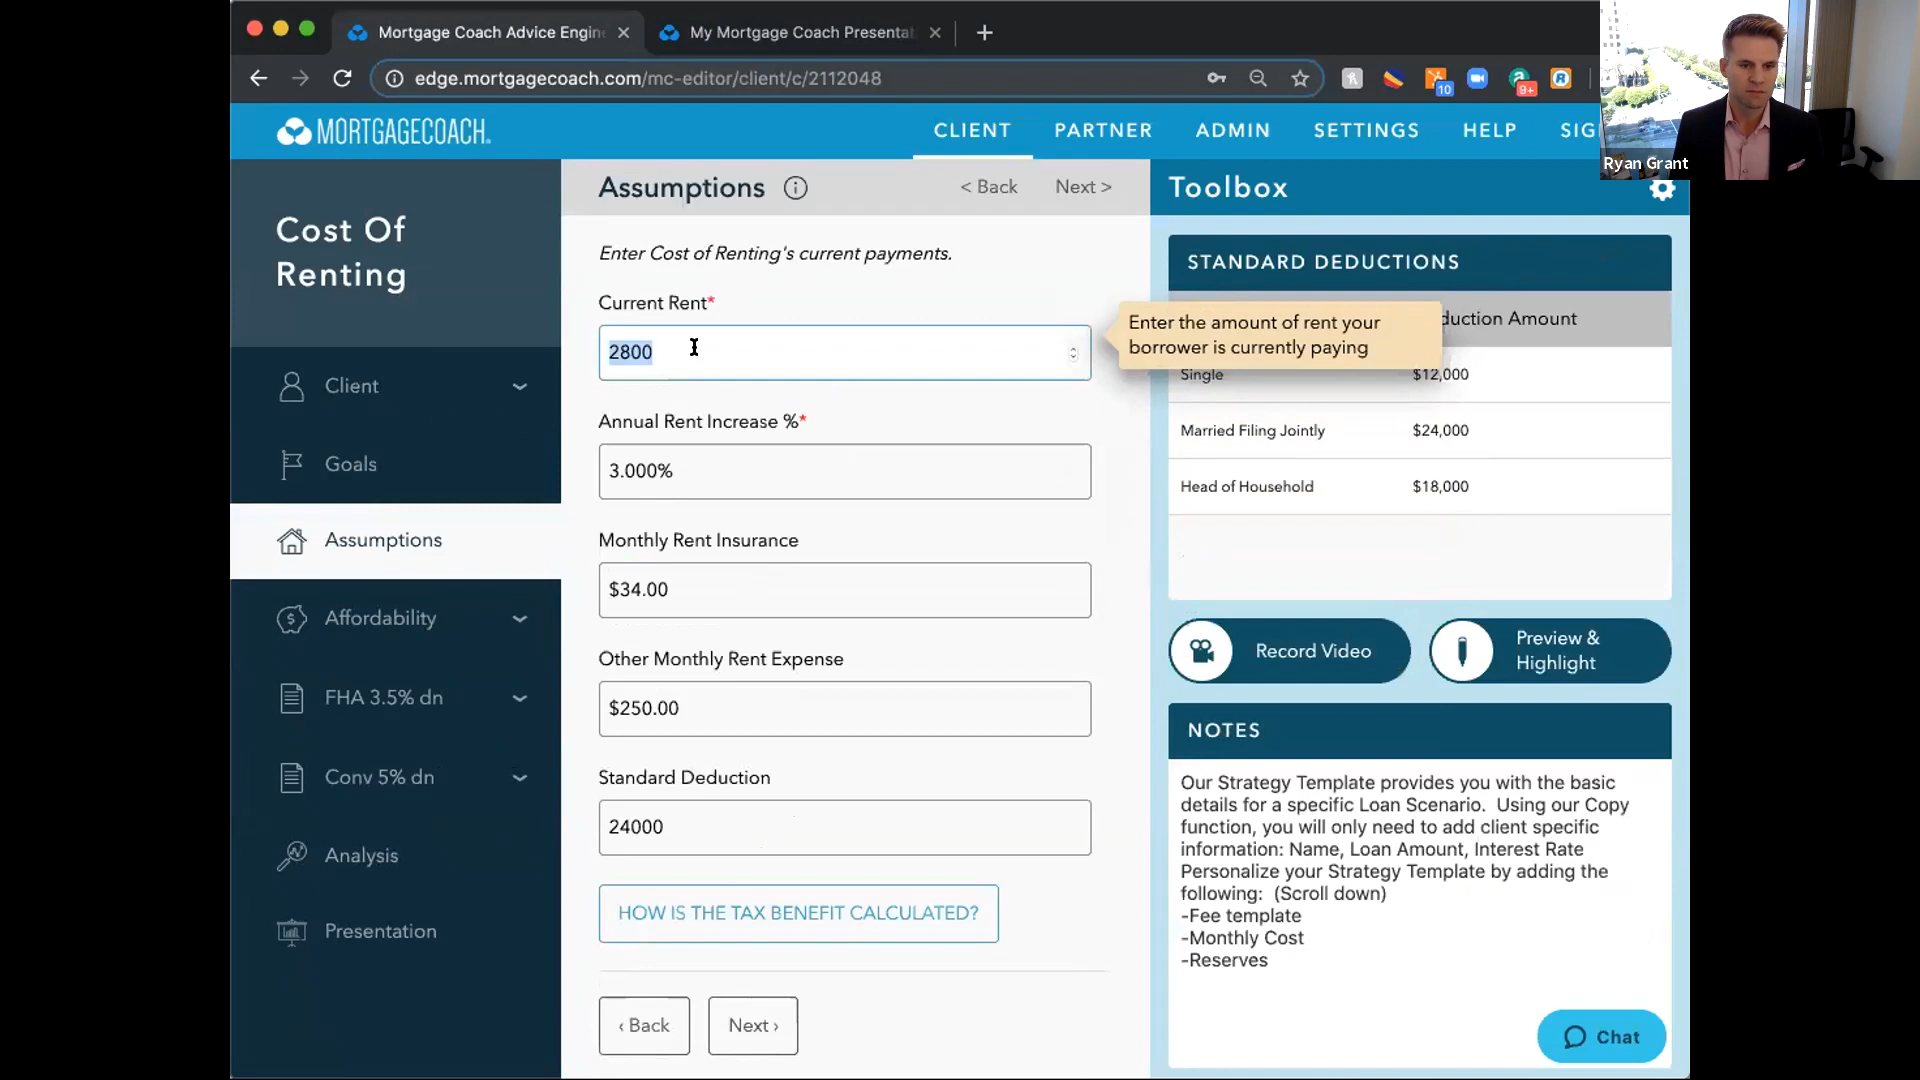 Mortgage Coach Advice Engin
My Mortgage Coach Presentat
edge.mortgagecoach.com/mc-editor/client/c/2112048
10
9+
Ryan Grant
MORTGAGECOACH
CLIENT
PARTNER
ADMIN
SETTINGS
HELP
SIG
Cost Of
Renting
Client
Goals
Assumptions
Affordability
FHA 3.5% dn
Conv 5% dn
Analysis
Presentation
Assumptions
< Back
Next >
Enter Cost of Renting's current payments.
Current Rent*
2800
Enter the amount of rent your
borrower is currently paying
Annual Rent Increase %*
3.000%
Monthly Rent Insurance
$34.00
Other Monthly Rent Expense
$250.00
Standard Deduction
24000
HOW IS THE TAX BENEFIT CALCULATED?
‹ Back
Next ›
Toolbox
STANDARD DEDUCTIONS
duction Amount
Single $12,000
Married Filing Jointly $24,000
Head of Household $18,000
Record Video
Preview &
Highlight
NOTES
Our Strategy Template provides you with the basic
details for a specific Loan Scenario. Using our Copy
function, you will only need to add client specific
information: Name, Loan Amount, Interest Rate
Personalize your Strategy Template by adding the
following: (Scroll down)
-Fee template
-Monthly Cost
-Reserves
Chat